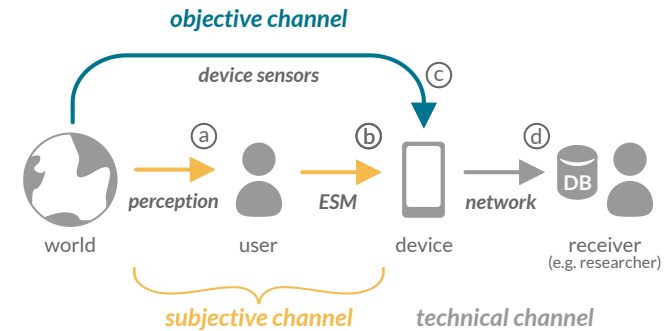 objective channel
device sensors
c
a
b
d
perception
ESM
network
DB
world
user
device
receiver
(e.g. researcher)
subjective channel
technical channel